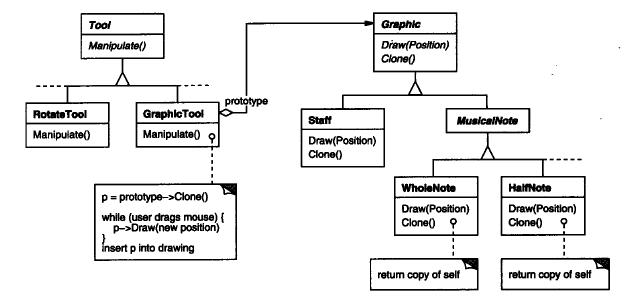 Tool
Manipulate()
RotateTool
Manipulate()
GraphicTool
Manipulate()
prototype
p = prototype->Clone()
while (user drags mouse) {
p->Draw(new position)
}
insert p into drawing
Graphic
Draw(Position)
Clone()
Staff
Draw(Position)
Clone()
MusicalNote
WholeNote
Draw(Position)
Clone()
return copy of self
HalfNote
Draw(Position)
Clone()
return copy of self